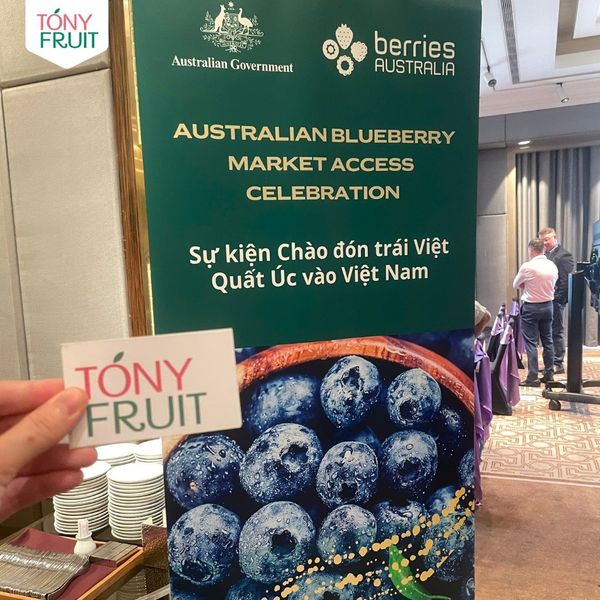 TÓNY
FRUIT
Australian Government
berries
AUSTRALIA
AUSTRALIAN BLUEBERRY
MARKET ACCESS
CELEBRATION
Sự kiện Chào đón trái Việt
Quất Úc vào Việt Nam
TÓNY
FRUIT